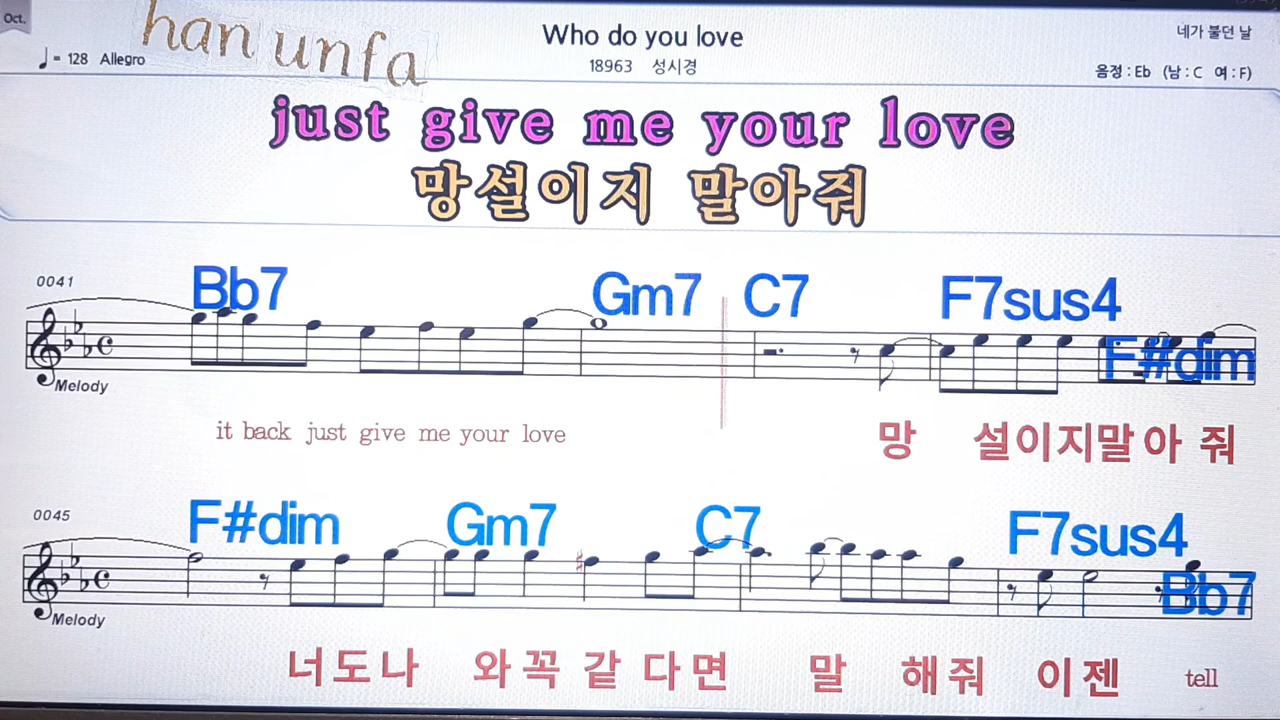 Oct.
han unfa
Who do you love
네가 불던 날
♩= 128 Allegro
18963 성시경
음정 : Eb (남 : C 여 : F)
just give me your love
망설이지 말아줘
0041
Bb7 Gm7 C7 F7sus4 F#dim
Melody
it back just give me your love 망 설이지말아 줘
0045
F#dim Gm7 C7 F7sus4 Bb7
Melody
너도나 와꼭 같 다면 말 해줘 이젠 tell